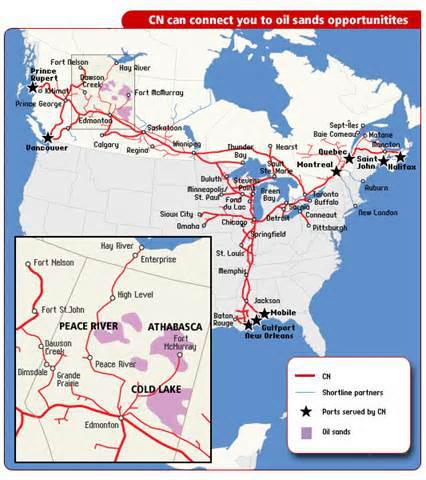 CN can connect you to oil sands opportunitites
Fort Nelson
Hay River
Prince
Rupert
Dawson
Creek
Kitimat
Fort McMurray
Prince George
Edmonton
Vancouver
Calgary
Saskatoon
Regina
Winnipeg
Thunder
Bay
Hearst
Sault
Ste Marie
Sept-Iles
Baie Comeau
Matane
Quebec
Moncton
Montreal
Saint
John
Halifax
Auburn
New London
Duluth
Stevens
Point
Minneapolis/
St. Paul
Green
Bay
Fond
du Lac
Toronto
Buffalo
Sarnia
Conneaut
Pittsburgh
Sioux City
Omaha
Chicago
Detroit
Springfield
St. Louis
Memphis
Jackson
Baton
Rouge
Mobile
Gulfport
New Orleans
Hay River
Enterprise
Fort Nelson
High Level
Fort St.John
PEACE RIVER
ATHABASCA
Fort
McMurray
Dawson
Creek
Peace River
Dimsdale
Grande
Prairie
COLD LAKE
Edmonton
CN
Shortline partners
Ports served by CN
Oil sands